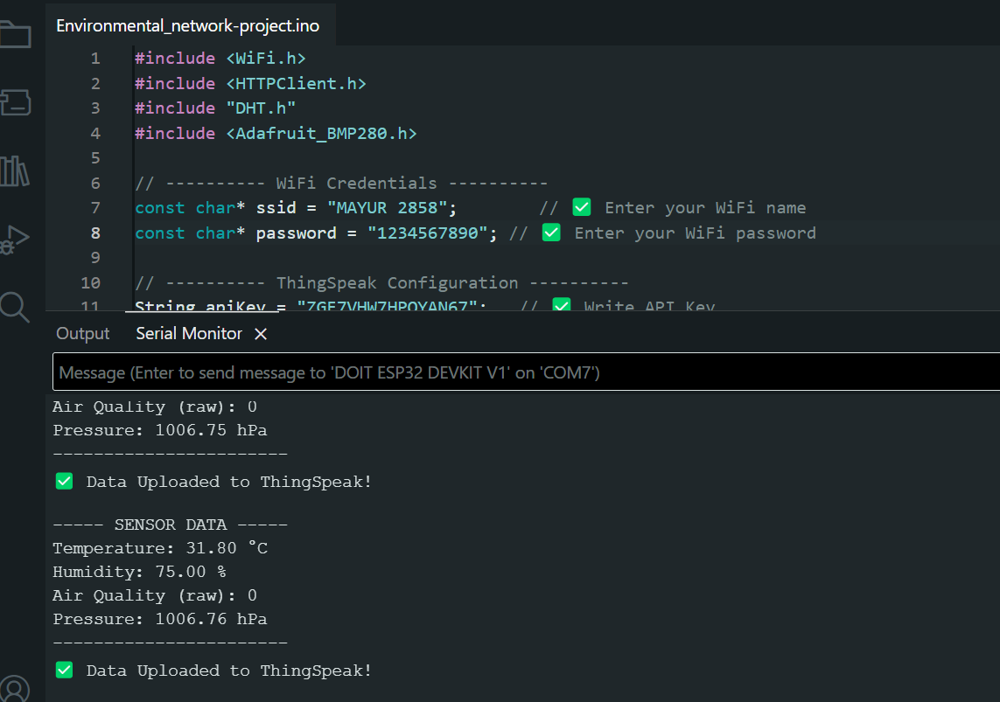 Environmental_network-project.ino
1 #include <WiFi.h>
2 #include <HTTPClient.h>
3 #include "DHT.h"
4 #include <Adafruit_BMP280.h>
5
6 // ---------- WiFi Credentials ----------
7 const char* ssid = "MAYUR 2858"; // ✅ Enter your WiFi name
8 const char* password = "1234567890"; // ✅ Enter your WiFi password
9
10 // ---------- ThingSpeak Configuration ----------
11 String apiKey = // ✅ Write API Key
Output Serial Monitor ×
Message (Enter to send message to 'DOIT ESP32 DEVKIT V1' on 'COM7')
Air Quality (raw): 0
Pressure: 1006.75 hPa
-----------------------
✅ Data Uploaded to ThingSpeak!
----- SENSOR DATA -----
Temperature: 31.80 °C
Humidity: 75.00 %
Air Quality (raw): 0
Pressure: 1006.76 hPa
-----------------------
✅ Data Uploaded to ThingSpeak!